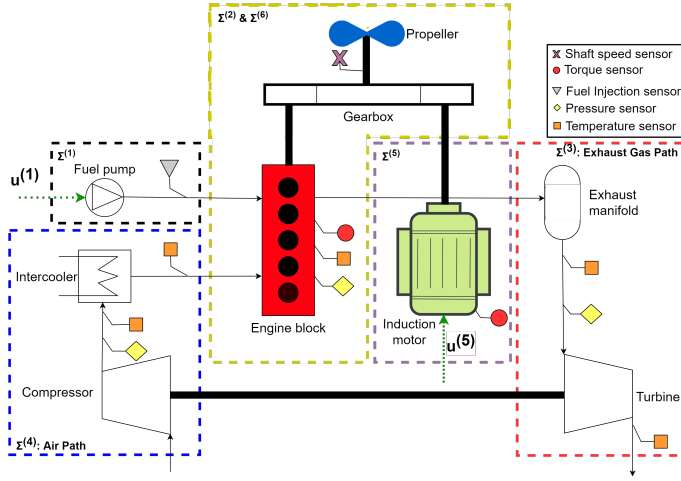 Σ(2) & Σ(6)
Propeller
Shaft speed sensor
Torque sensor
Fuel Injection sensor
Pressure sensor
Temperature sensor
Gearbox
Σ(1)
Fuel pump
u(1)
Σ(5)
Σ(3): Exhaust Gas Path
Exhaust
manifold
Intercooler
Engine block
Induction
motor
u(5)
Compressor
Turbine
Σ(4): Air Path